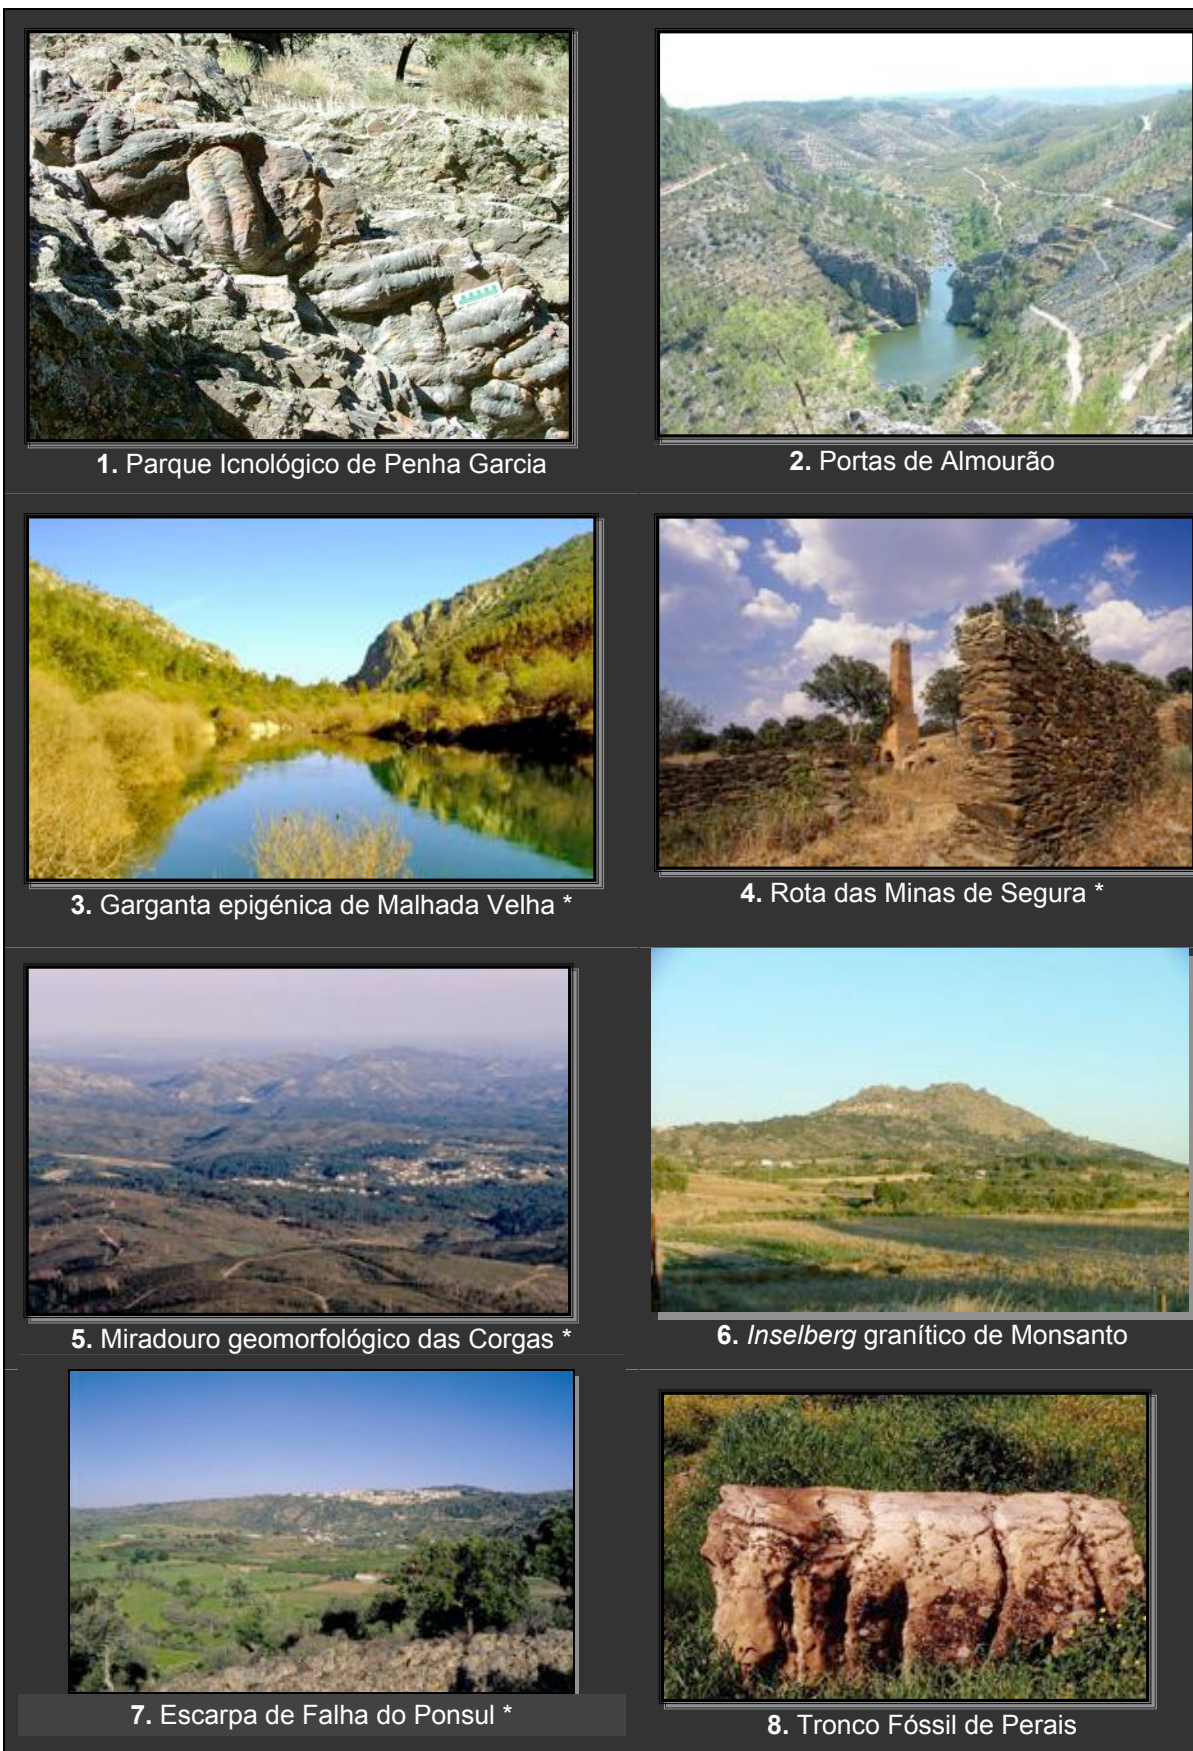 1. Parque Icnológico de Penha Garcia
2. Portas de Almourão
3. Garganta epigénica de Malhada Velha *
4. Rota das Minas de Segura *
5. Miradouro geomorfológico das Corgas *
6. Inselberg granítico de Monsanto
7. Escarpa de Falha do Ponsul *
8. Tronco Fóssil de Perais